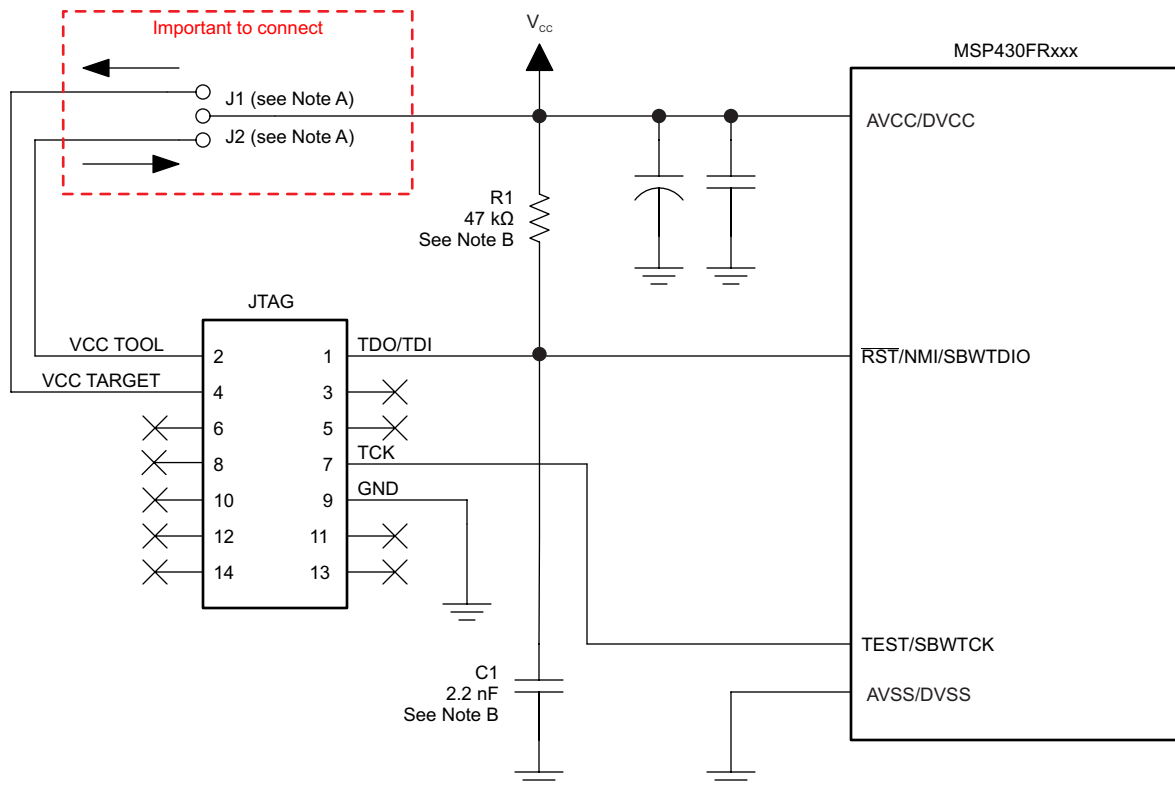 Important to connect
J1 (see Note A)
J2 (see Note A)
VCC
MSP430FRxxx
AVCC/DVCC
R1
47 kΩ
See Note B
JTAG
VCC TOOL
2
1
TDO/TDI
RST/NMI/SBWTDIO
VCC TARGET
4
3
6
5
8
7
TCK
10
9
GND
12
11
14
13
TEST/SBWTCK
C1
2.2 nF
See Note B
AVSS/DVSS